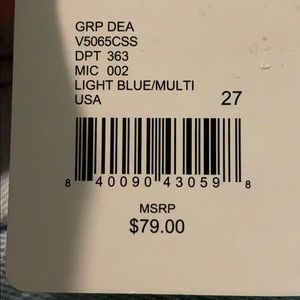 GRP DEA
V5065CSS
DPT 363
MIC 002
LIGHT BLUE/MULTI
USA 27
8 40090 43059 8
MSRP
$79.00